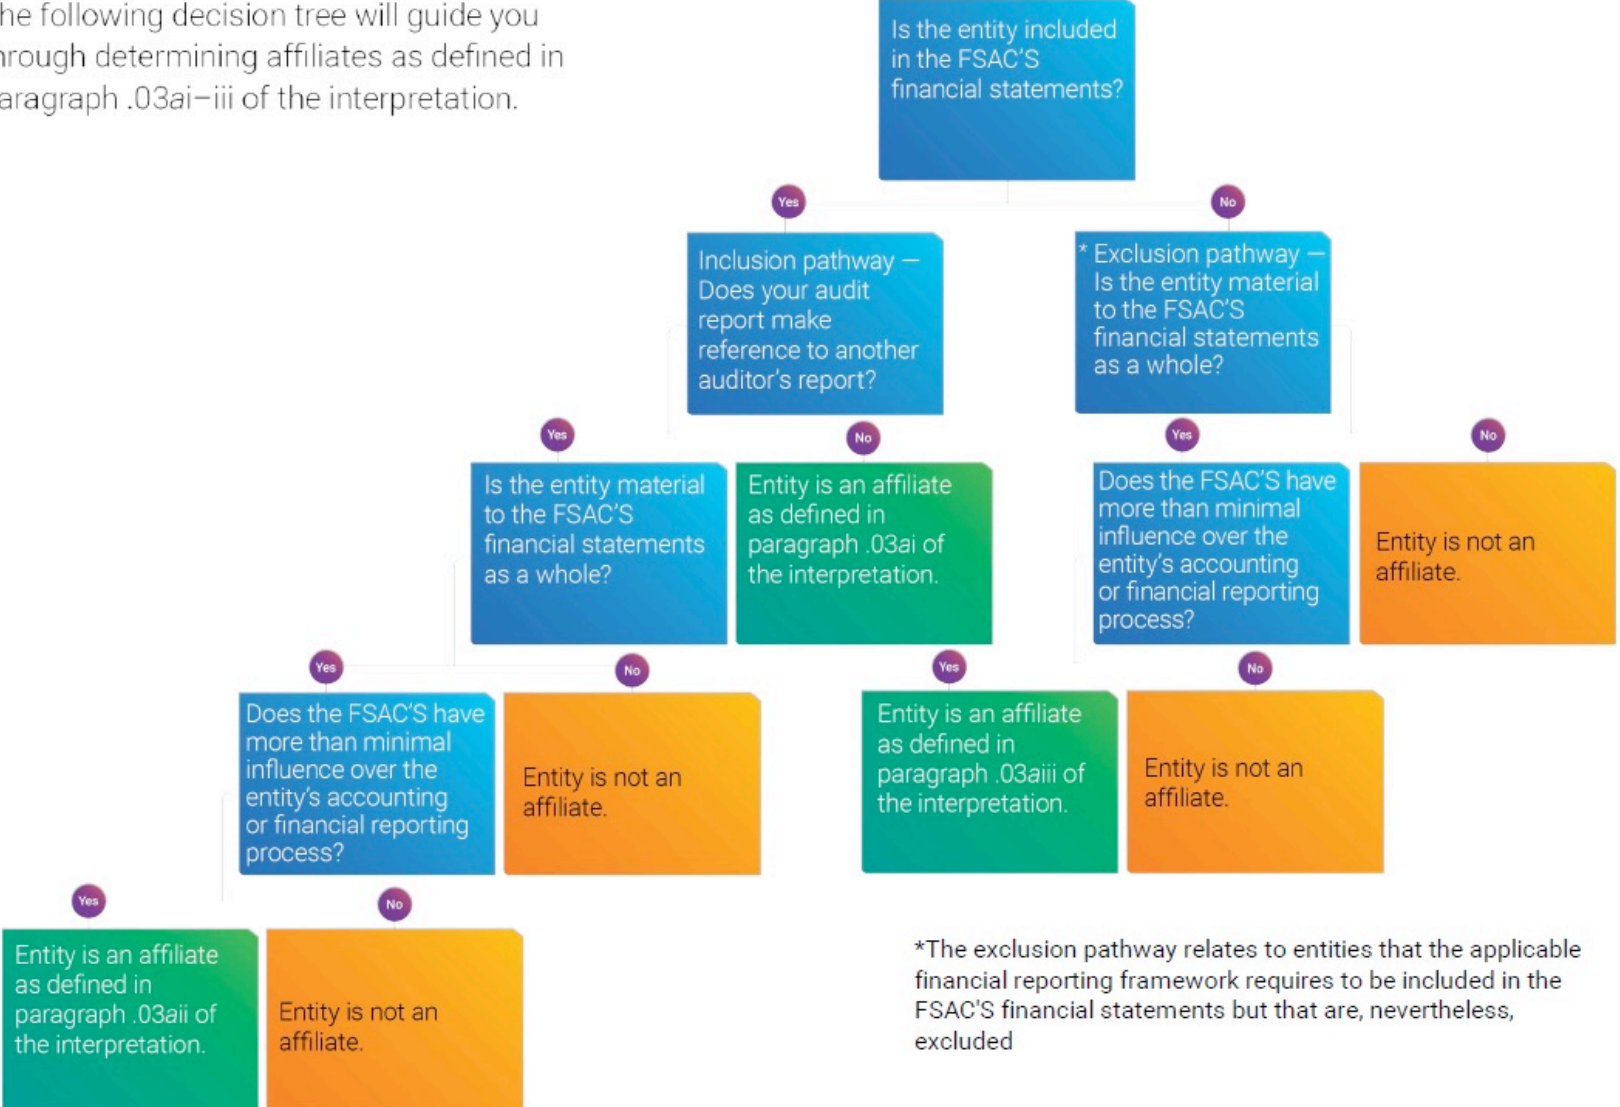 he following decision tree will guide you
hrough determining affiliates as defined in
aragraph .03ai–iii of the interpretation.
Is the entity included
in the FSAC'S
financial statements?
Yes
No
Inclusion pathway —
Does your audit
report make
reference to another
auditor's report?
* Exclusion pathway —
Is the entity material
to the FSAC'S
financial statements
as a whole?
Yes
No
Yes
No
Is the entity material
to the FSAC'S
financial statements
as a whole?
Entity is an affiliate
as defined in
paragraph .03ai of
the interpretation.
Does the FSAC'S have
more than minimal
influence over the
entity's accounting
or financial reporting
process?
Entity is not an
affiliate.
Yes
No
Yes
No
Does the FSAC'S have
more than minimal
influence over the
entity's accounting
or financial reporting
process?
Entity is not an
affiliate.
Entity is an affiliate
as defined in
paragraph .03aiii of
the interpretation.
Entity is not an
affiliate.
Yes
No
Entity is an affiliate
as defined in
paragraph .03aii of
the interpretation.
Entity is not an
affiliate.
*The exclusion pathway relates to entities that the applicable
financial reporting framework requires to be included in the
FSAC'S financial statements but that are, nevertheless,
excluded